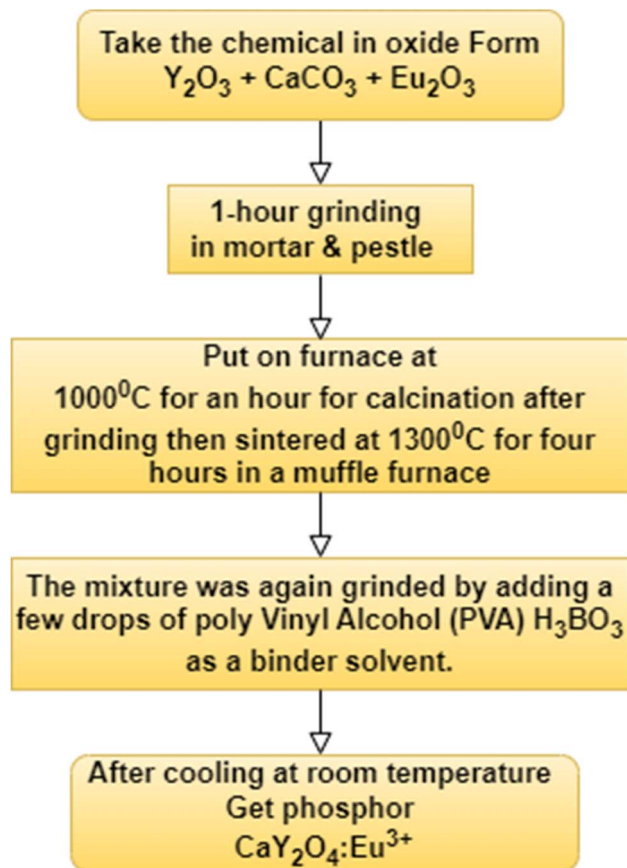 Take the chemical in oxide Form
Y₂O₃ + CaCO₃ + Eu₂O₃
1-hour grinding
in mortar & pestle
Put on furnace at
1000⁰C for an hour for calcination after
grinding then sintered at 1300⁰C for four
hours in a muffle furnace
The mixture was again grinded by adding a
few drops of poly Vinyl Alcohol (PVA) H₃BO₃
as a binder solvent.
After cooling at room temperature
Get phosphor
CaY₂O₄:Eu³⁺